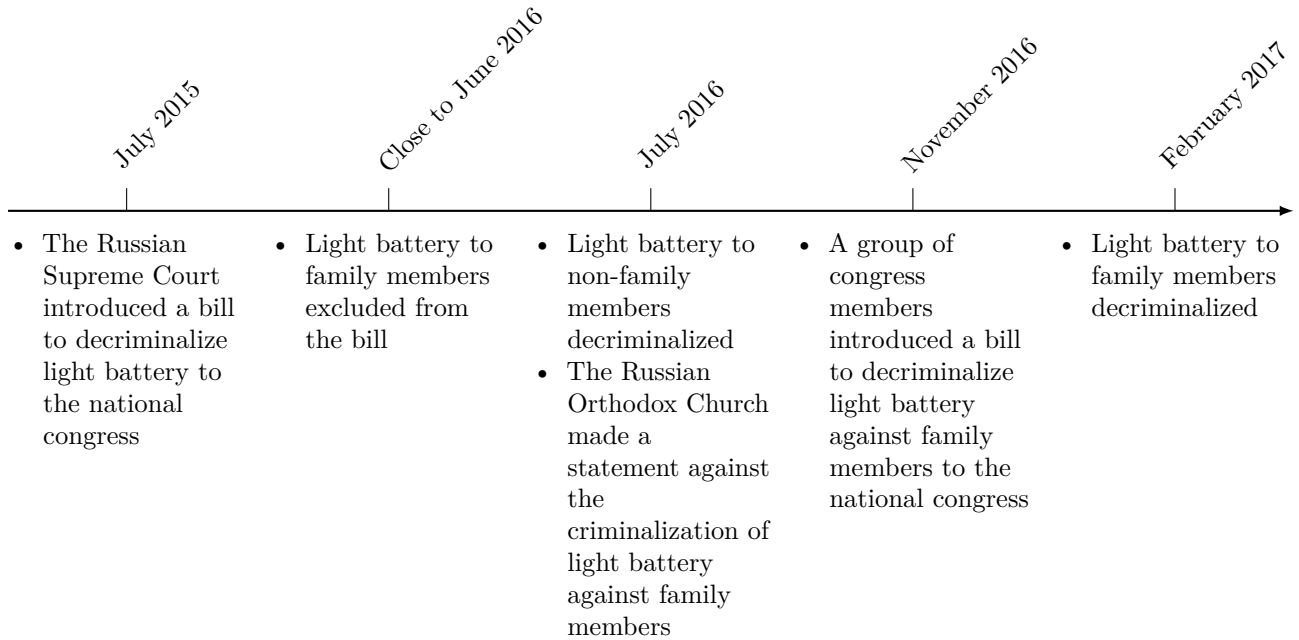 July 2015
Close to June 2016
July 2016
November 2016
February 2017
• The Russian
Supreme Court
introduced a bill
to decriminalize
light battery to
the national
congress
• Light battery to
family members
excluded from
the bill
• Light battery to
non-family
members
decriminalized
• The Russian
Orthodox Church
made a
statement against
the
criminalization of
light battery
against family
members
• A group of
congress
members
introduced a bill
to decriminalize
light battery
against family
members to the
national congress
• Light battery to
family members
decriminalized